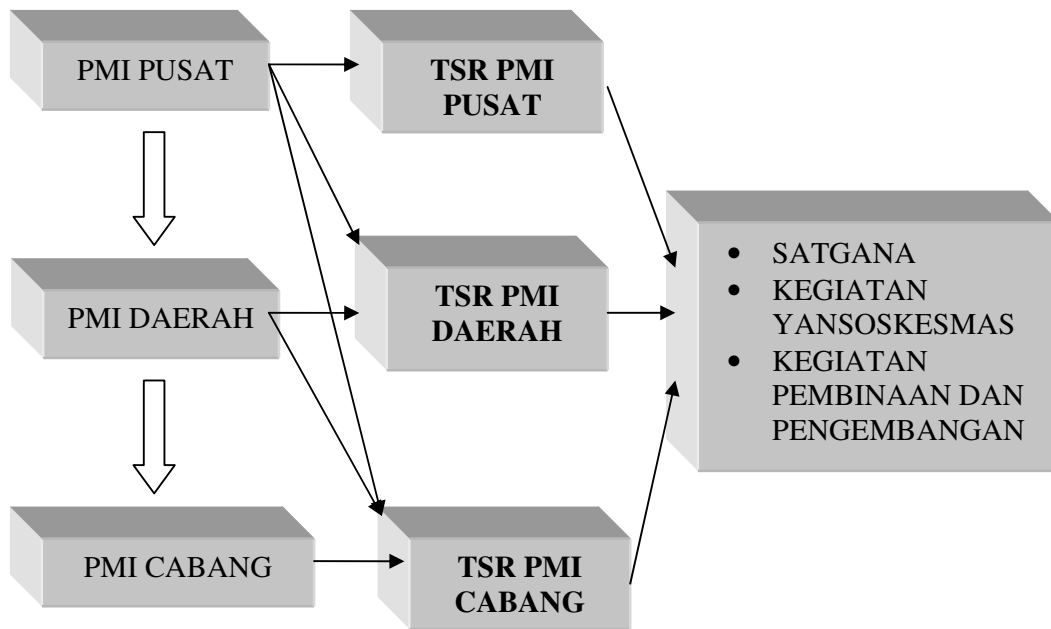 PMI PUSAT
TSR PMI
PUSAT
PMI DAERAH
TSR PMI
DAERAH
• SATGANA
• KEGIATAN
YANSOSKESMAS
• KEGIATAN
PEMBINAAN DAN
PENGEMBANGAN
PMI CABANG
TSR PMI
CABANG